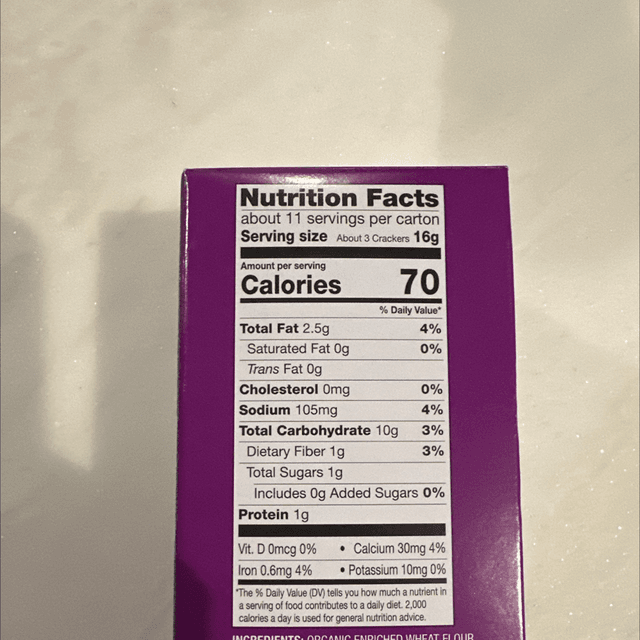 Nutrition Facts
about 11 servings per carton
Serving size About 3 Crackers 16g
Amount per serving
Calories 70
% Daily Value*
Total Fat 2.5g 4%
Saturated Fat 0g 0%
Trans Fat 0g
Cholesterol 0mg 0%
Sodium 105mg 4%
Total Carbohydrate 10g 3%
Dietary Fiber 1g 3%
Total Sugars 1g
Includes 0g Added Sugars 0%
Protein 1g
Vit. D 0mcg 0% • Calcium 30mg 4%
Iron 0.6mg 4% • Potassium 10mg 0%
*The % Daily Value (DV) tells you how much a nutrient in
a serving of food contributes to a daily diet. 2,000
calories a day is used for general nutrition advice.
INGREDIENTS: ORGANIC ENRICHED WHEAT FLOUR